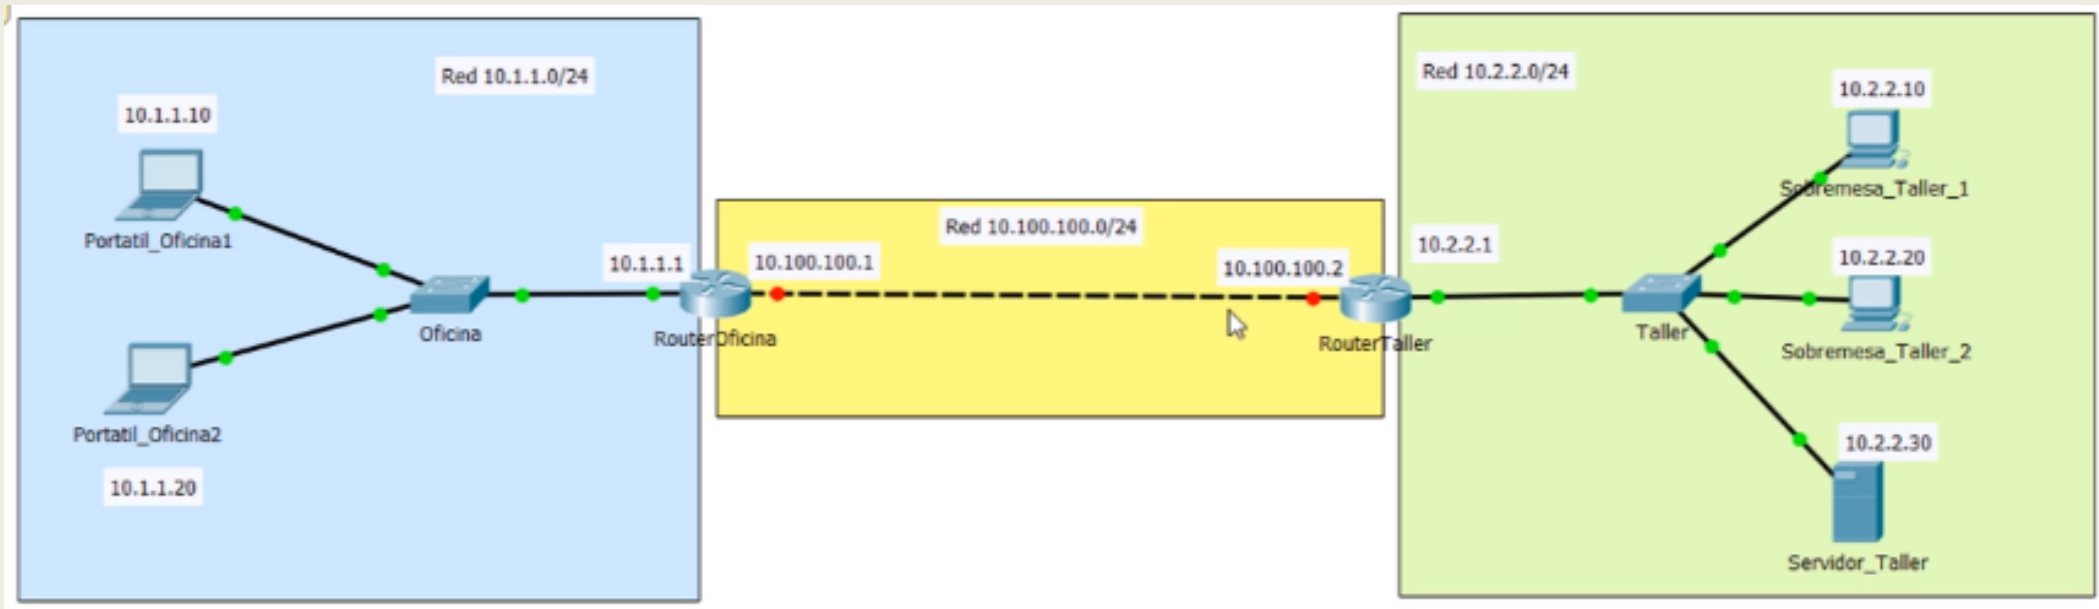 Red 10.1.1.0/24
10.1.1.10
Portatil_Oficina1
Oficina
Portatil_Oficina2
10.1.1.20
10.1.1.1
RouterOficina
Red 10.100.100.0/24
10.100.100.1
10.100.100.2
RouterTaller
Red 10.2.2.0/24
10.2.2.1
Taller
10.2.2.10
Sobremesa_Taller_1
10.2.2.20
Sobremesa_Taller_2
10.2.2.30
Servidor_Taller